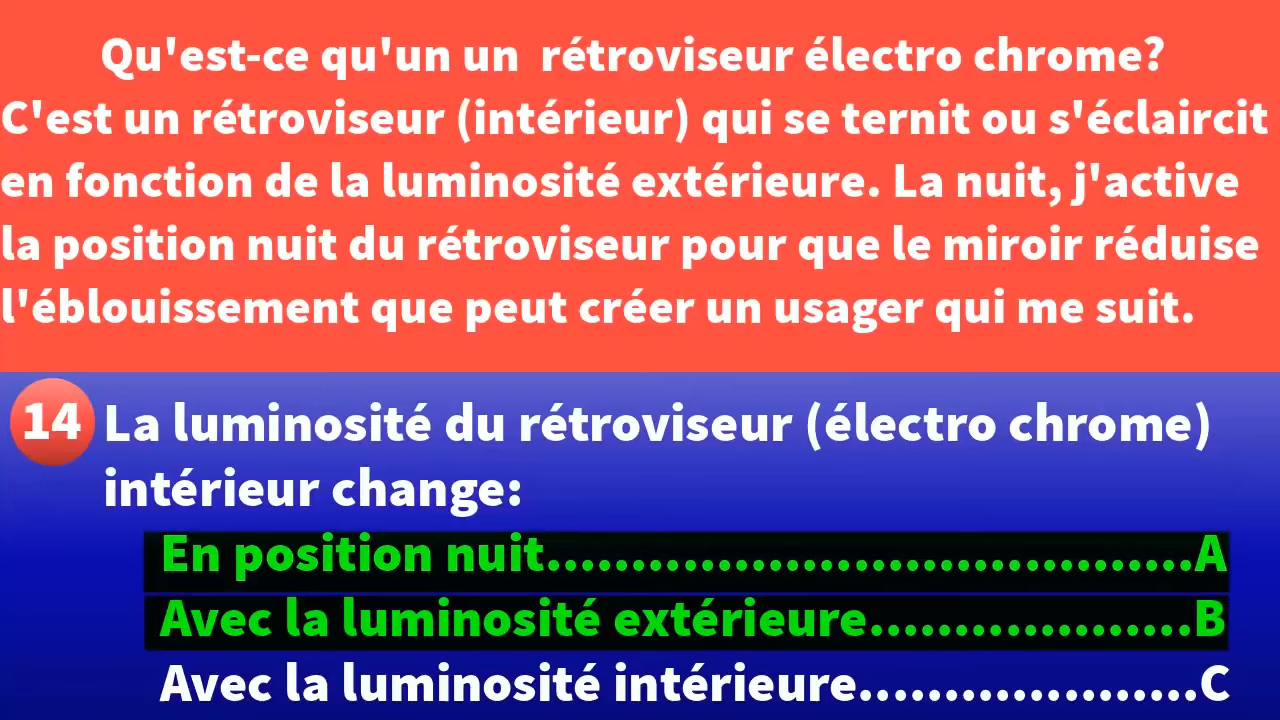 Qu'est-ce qu'un un rétroviseur électro chrome?
C'est un rétroviseur (intérieur) qui se ternit ou s'éclaircit
en fonction de la luminosité extérieure. La nuit, j'active
la position nuit du rétroviseur pour que le miroir réduise
l'éblouissement que peut créer un usager qui me suit.
14 La luminosité du rétroviseur (électro chrome)
intérieur change:
En position nuit......................................A
Avec la luminosité extérieure...................B
Avec la luminosité intérieure....................C